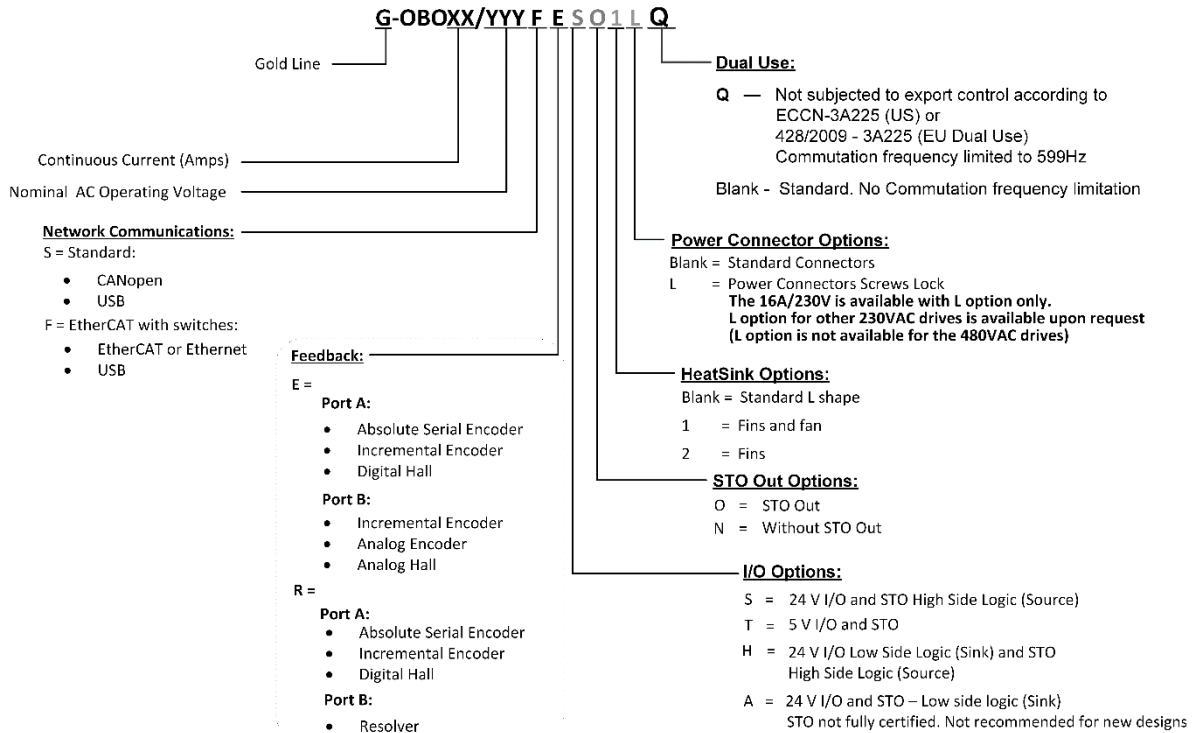 G-OBOXX/YYY F E S O 1 L Q
Gold Line
Continuous Current (Amps)
Nominal AC Operating Voltage
Network Communications:
S = Standard:
• CANopen
• USB
F = EtherCAT with switches:
• EtherCAT or Ethernet
• USB
Feedback:
E =
Port A:
• Absolute Serial Encoder
• Incremental Encoder
• Digital Hall
Port B:
• Incremental Encoder
• Analog Encoder
• Analog Hall
R =
Port A:
• Absolute Serial Encoder
• Incremental Encoder
• Digital Hall
Port B:
• Resolver
Dual Use:
Q — Not subjected to export control according to
ECCN-3A225 (US) or
428/2009 - 3A225 (EU Dual Use)
Commutation frequency limited to 599Hz
Blank - Standard. No Commutation frequency limitation
Power Connector Options:
Blank = Standard Connectors
L = Power Connectors Screws Lock
The 16A/230V is available with L option only.
L option for other 230VAC drives is available upon request
(L option is not available for the 480VAC drives)
HeatSink Options:
Blank = Standard L shape
1 = Fins and fan
2 = Fins
STO Out Options:
O = STO Out
N = Without STO Out
I/O Options:
S = 24 V I/O and STO High Side Logic (Source)
T = 5 V I/O and STO
H = 24 V I/O Low Side Logic (Sink) and STO
High Side Logic (Source)
A = 24 V I/O and STO – Low side logic (Sink)
STO not fully certified. Not recommended for new designs